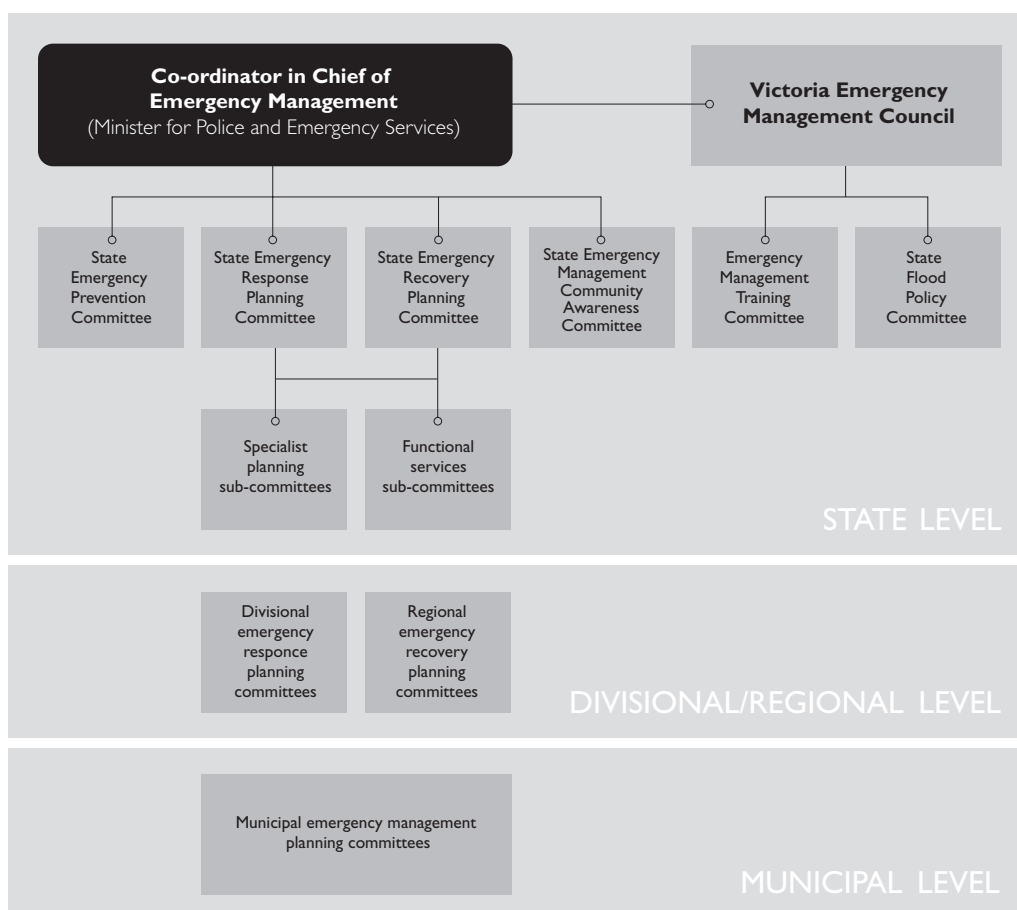 Co-ordinator in Chief of
Emergency Management
(Minister for Police and Emergency Services)
Victoria Emergency
Management Council
State
Emergency
Prevention
Committee
State Emergency
Response
Planning
Committee
State Emergency
Recovery
Planning
Committee
State Emergency
Management
Community
Awareness
Committee
Emergency
Management
Training
Committee
State
Flood
Policy
Committee
Specialist
planning
sub-committees
Functional
services
sub-committees
STATE LEVEL
Divisional
emergency
responce
planning
committees
Regional
emergency
recovery
planning
committees
DIVISIONAL/REGIONAL LEVEL
Municipal emergency management
planning committees
MUNICIPAL LEVEL